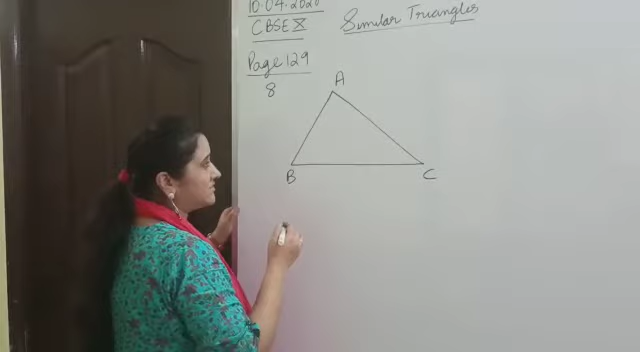 10.04.2020
CBSE X
Similar Triangles
Page 129
8
A
B
C